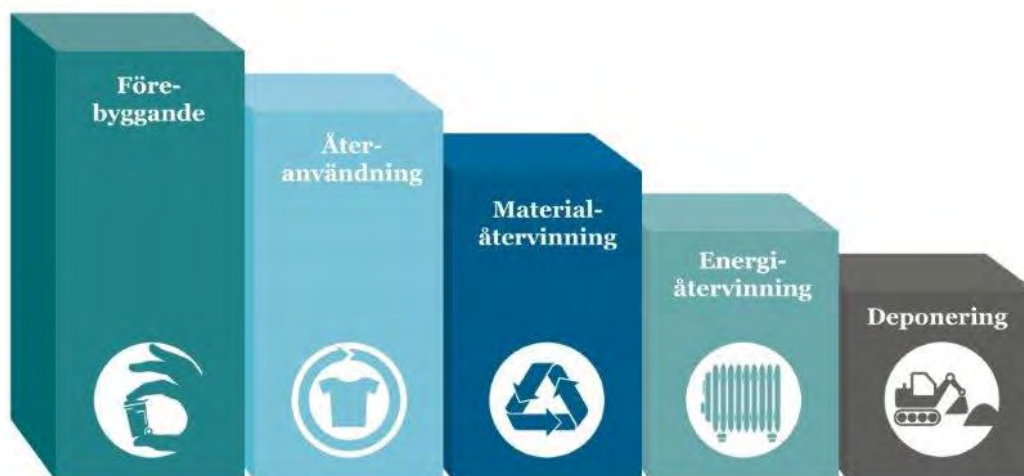 Före-
byggande
Åter-
användning
Material-
återvinning
Energi-
återvinning
Deponering